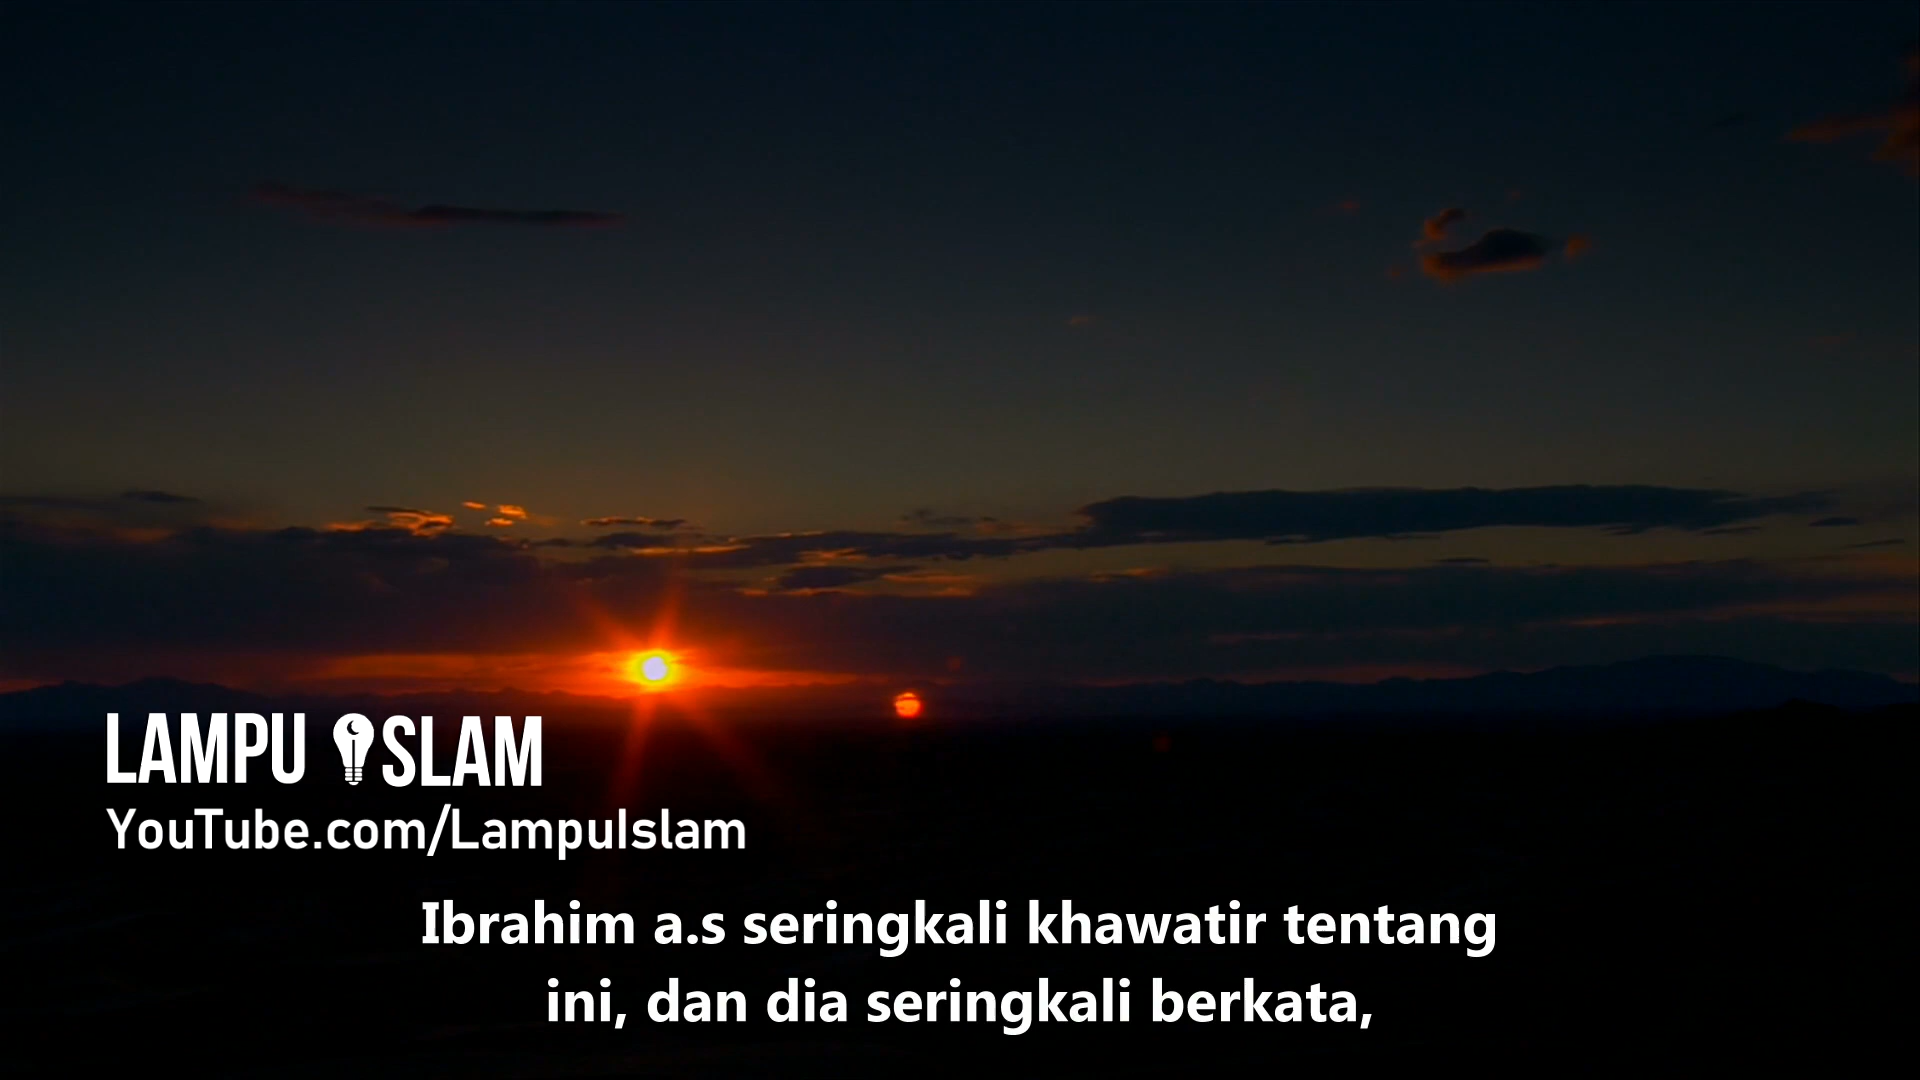 LAMPU ISLAM
YouTube.com/LampuIslam
Ibrahim a.s seringkali khawatir tentang
ini, dan dia seringkali berkata,